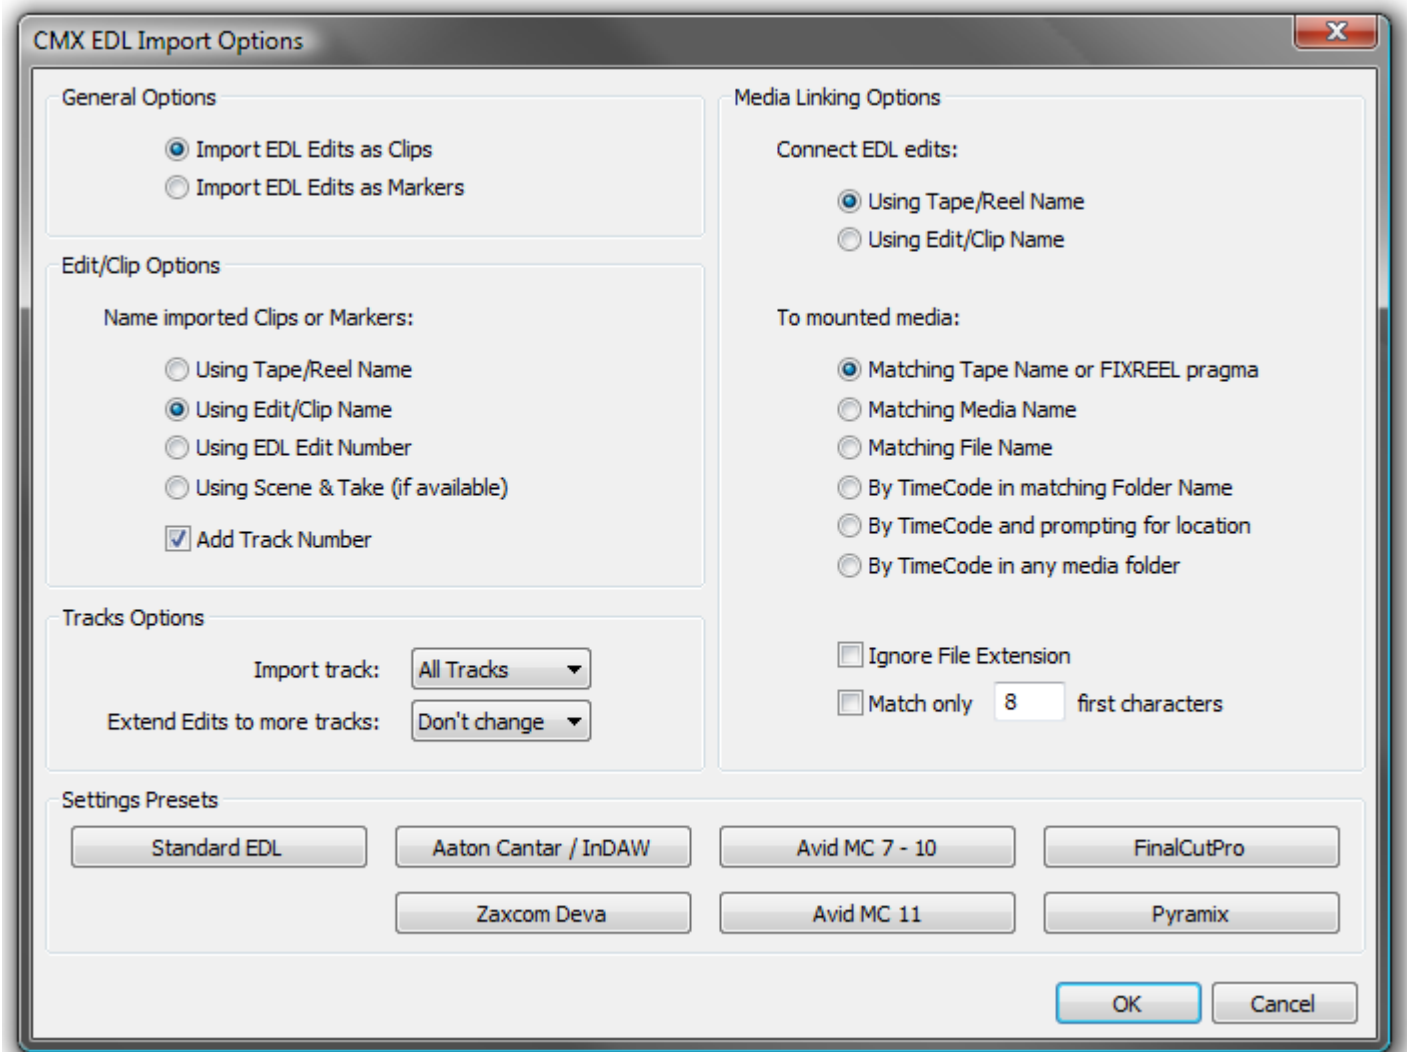 CMX EDL Import Options
General Options
Import EDL Edits as Clips
Import EDL Edits as Markers
Edit/Clip Options
Name imported Clips or Markers:
Using Tape/Reel Name
Using Edit/Clip Name
Using EDL Edit Number
Using Scene & Take (if available)
Add Track Number
Tracks Options
Import track: All Tracks
Extend Edits to more tracks: Don't change
Media Linking Options
Connect EDL edits:
Using Tape/Reel Name
Using Edit/Clip Name
To mounted media:
Matching Tape Name or FIXREEL pragma
Matching Media Name
Matching File Name
By TimeCode in matching Folder Name
By TimeCode and prompting for location
By TimeCode in any media folder
Ignore File Extension
Match only 8 first characters
Settings Presets
Standard EDL Aaton Cantar / InDAW Avid MC 7 - 10 FinalCutPro
Zaxcom Deva Avid MC 11 Pyramix
OK Cancel